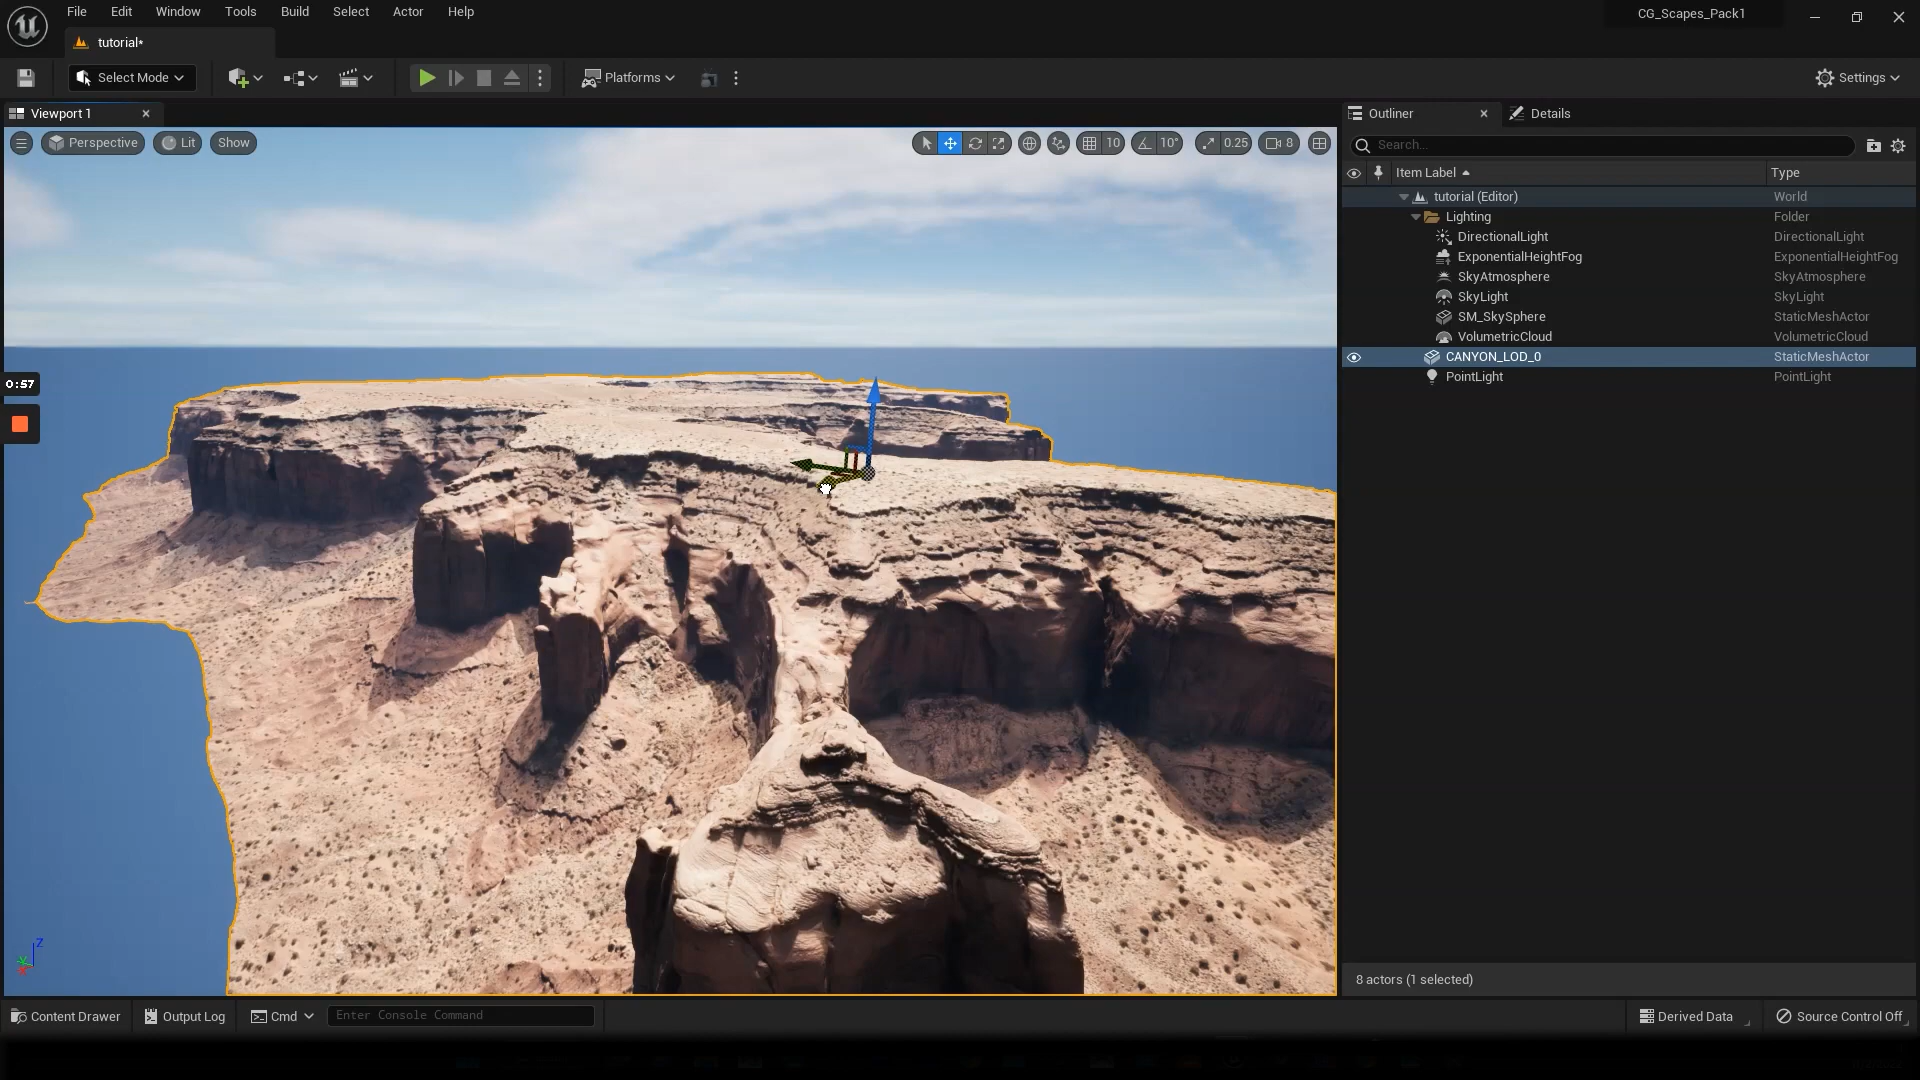 File Edit Window Tools Build Select Actor Help
CG_Scapes_Pack1
tutorial*
Select Mode
Platforms
Settings
Viewport 1
Outliner
Details
Perspective
Lit
Show
10
10°
0.25
8
Search...
Item Label
Type
tutorial (Editor)
World
Lighting
Folder
DirectionalLight
DirectionalLight
ExponentialHeightFog
ExponentialHeightFog
SkyAtmosphere
SkyAtmosphere
SkyLight
SkyLight
SM_SkySphere
StaticMeshActor
VolumetricCloud
VolumetricCloud
CANYON_LOD_0
StaticMeshActor
PointLight
PointLight
0:57
Z
Y
X
8 actors (1 selected)
Content Drawer
Output Log
Cmd
Enter Console Command
Derived Data
Source Control Off